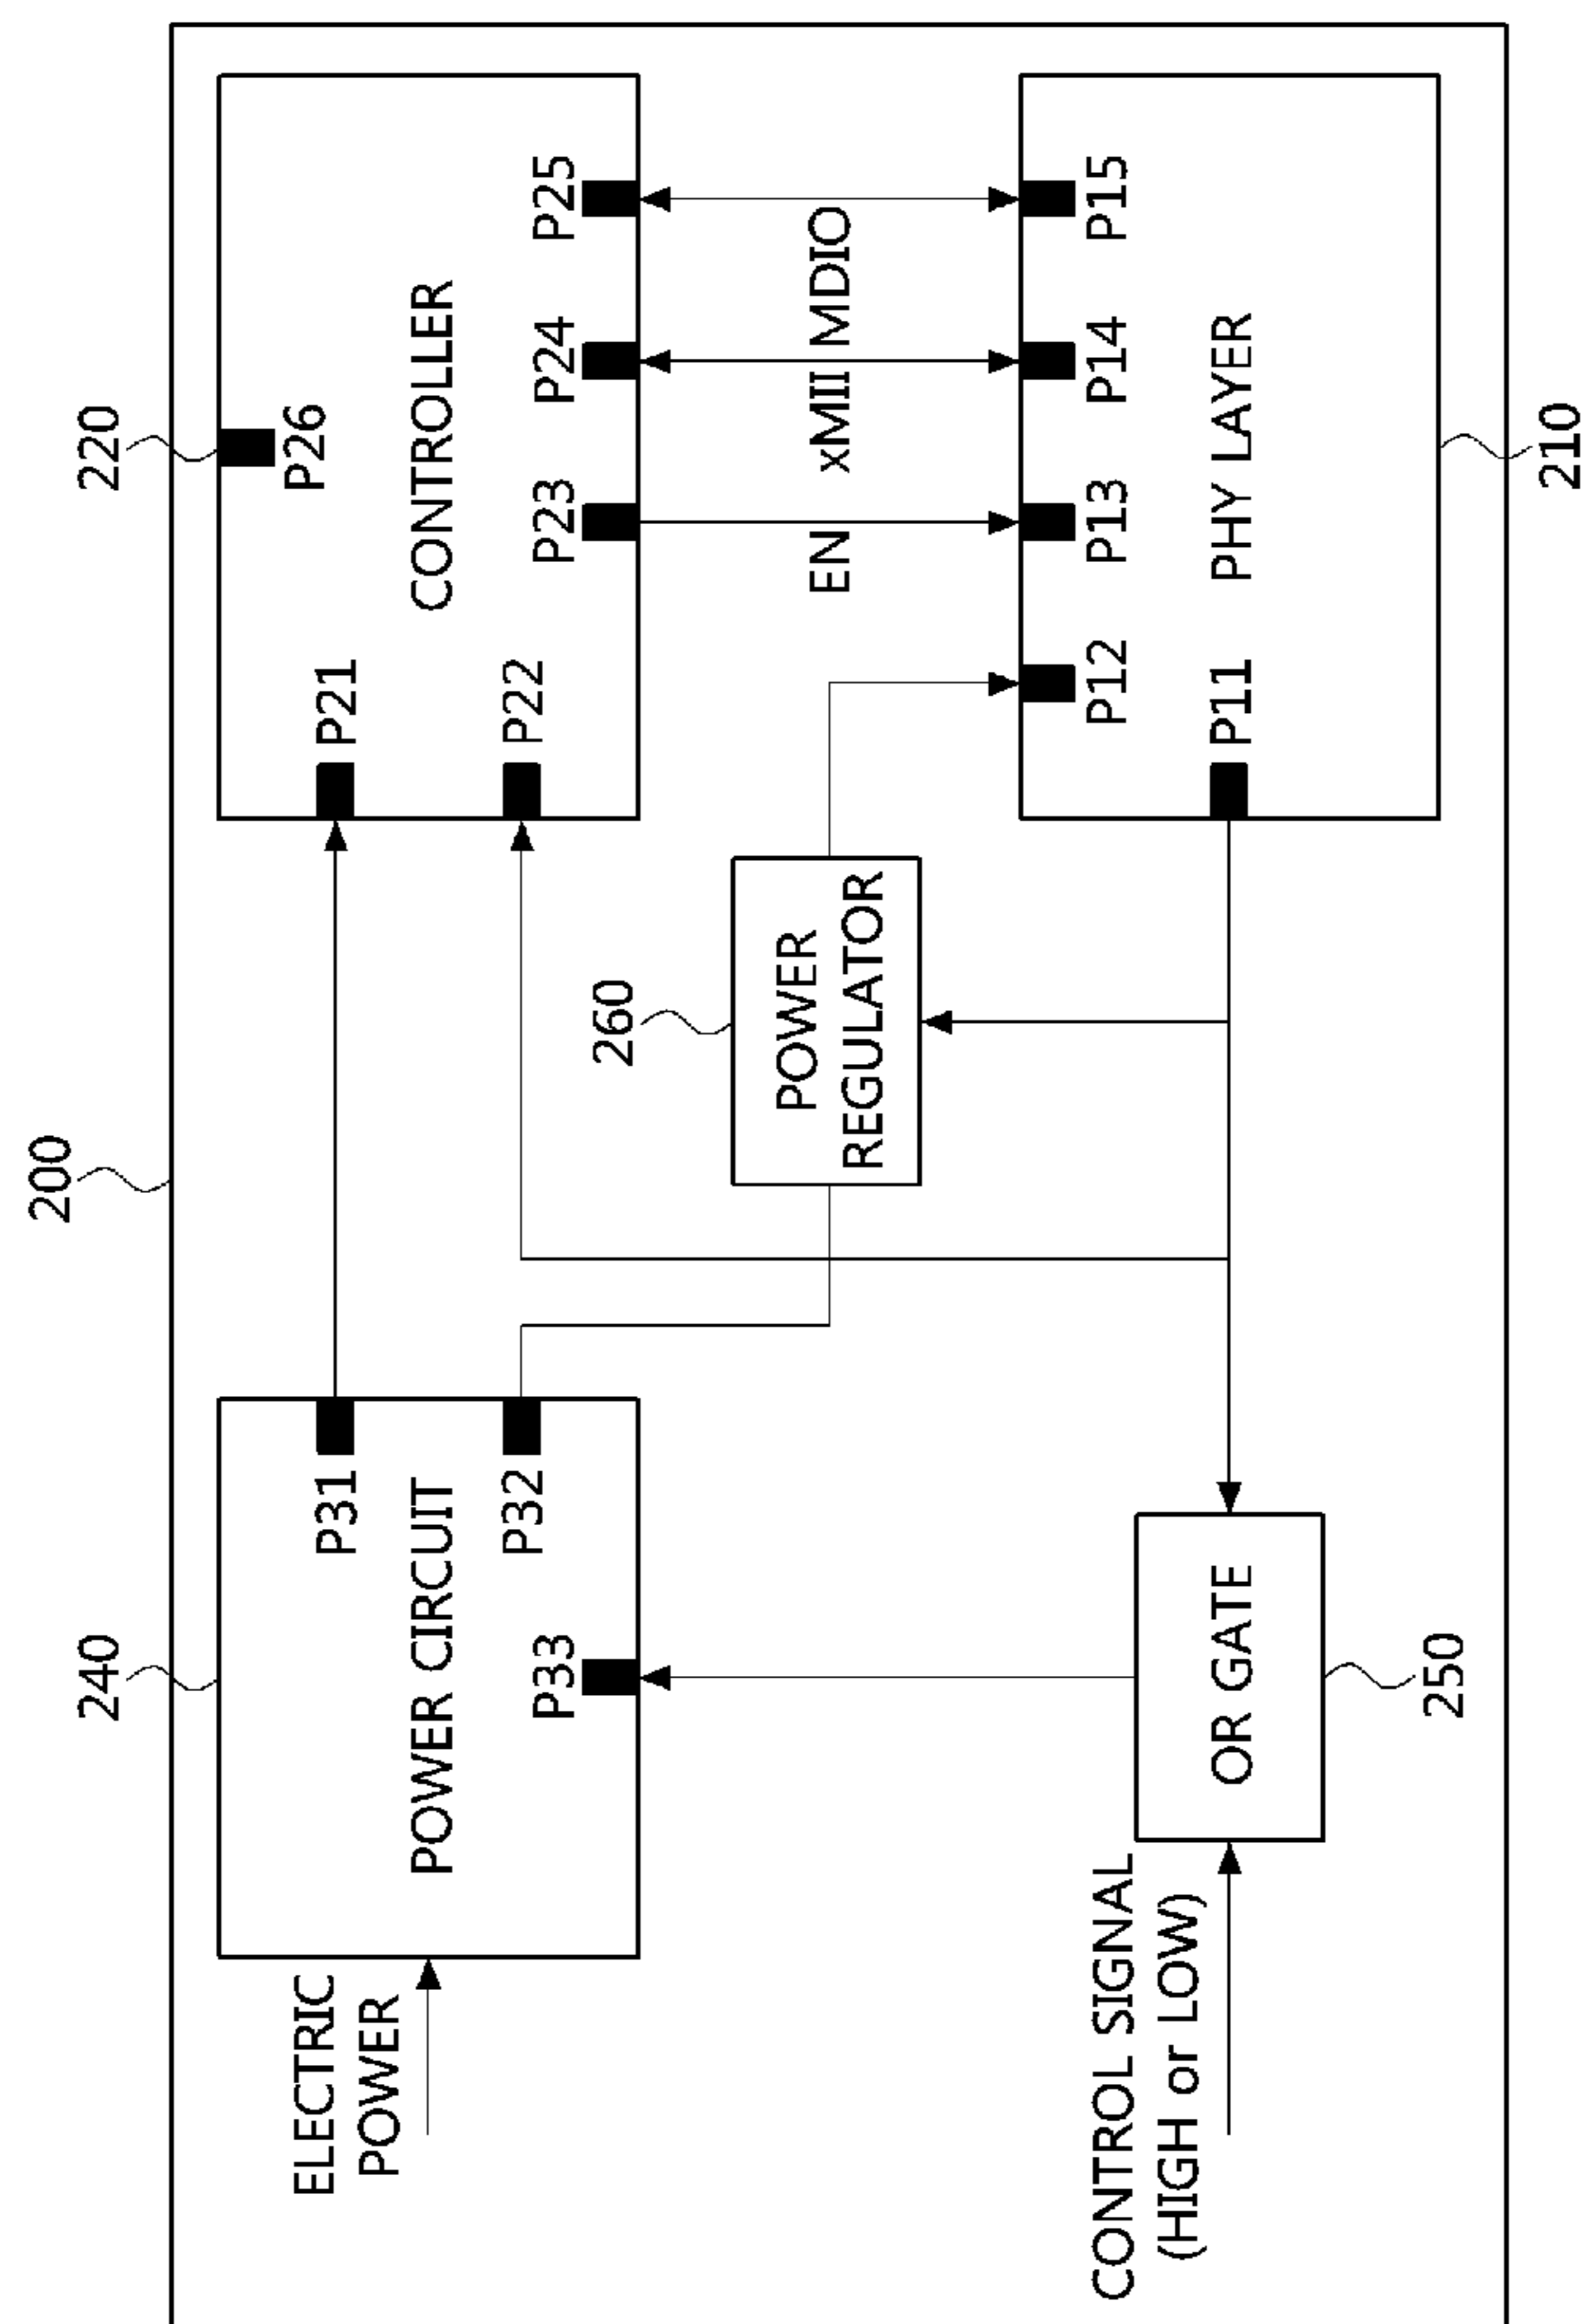 200
240
220
ELECTRIC
POWER
POWER CIRCUIT
P31
P32
P33
P21
P22
P26
CONTROLLER
P23
P24
P25
260
POWER
REGULATOR
EN
xMII
MDIO
CONTROL SIGNAL
(HIGH or LOW)
OR GATE
250
P12
P13
P14
P15
P11
PHY LAYER
210